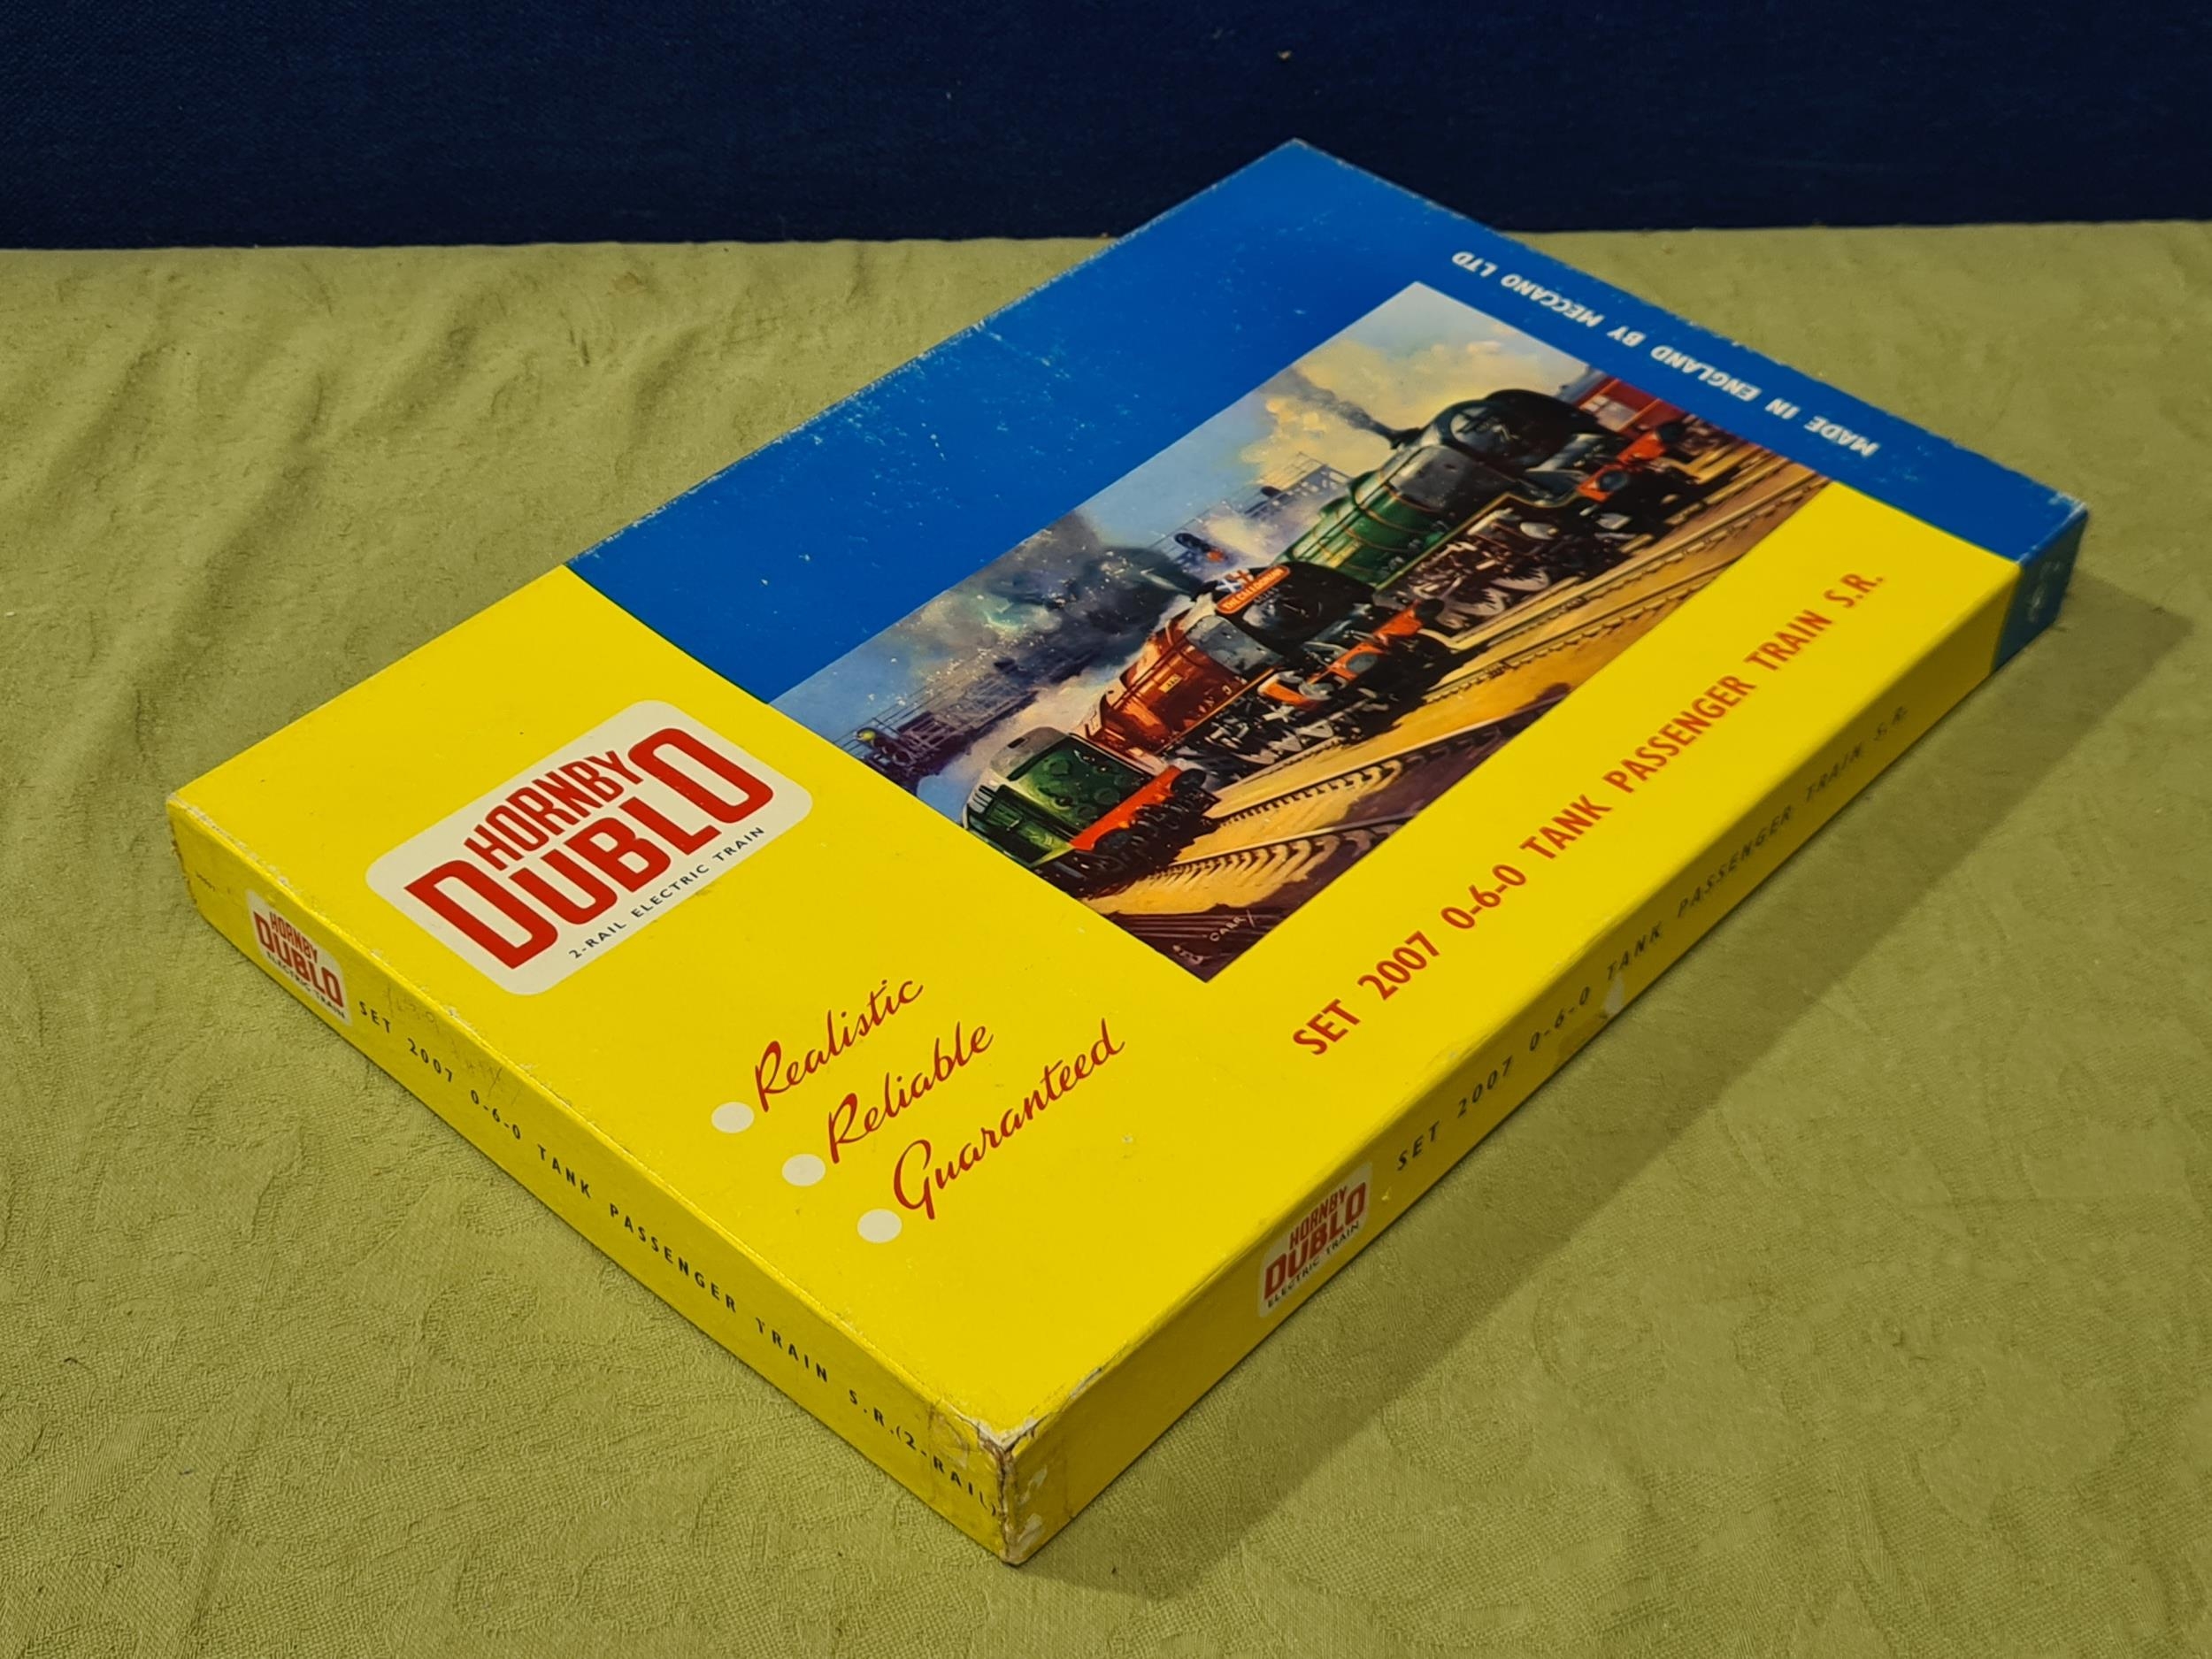 MADE IN ENGLAND BY MECCANO LTD
THE CALEDONIAN
HORNBY
DUBLO
2-RAIL ELECTRIC TRAIN
Realistic
Reliable
Guaranteed
SET 2007 0-6-0 TANK PASSENGER TRAIN S.R.
HORNBY
DUBLO
ELECTRIC TRAIN
SET 2007 0-6-0 TANK PASSENGER TRAIN S.R. (2-RAIL)
HORNBY
DUBLO
ELECTRIC TRAIN
SET 2007 0-6-0 TANK PASSENGER TRAIN S.R.